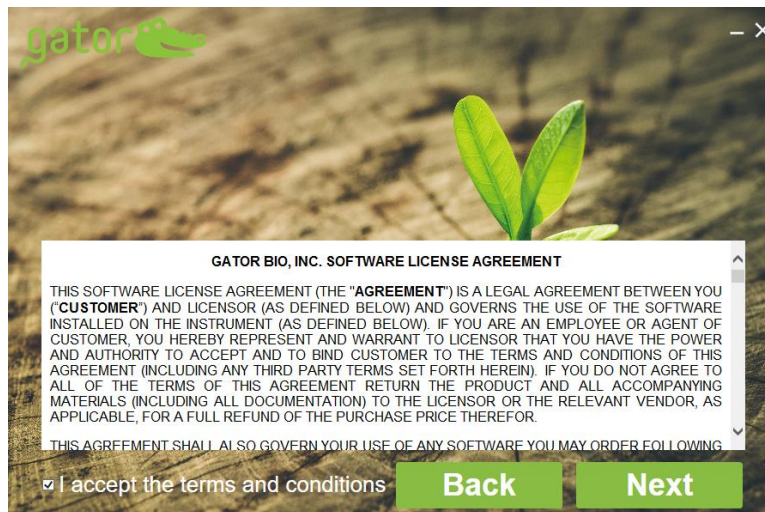 gator
GATOR BIO, INC. SOFTWARE LICENSE AGREEMENT
THIS SOFTWARE LICENSE AGREEMENT (THE "AGREEMENT") IS A LEGAL AGREEMENT BETWEEN YOU
("CUSTOMER") AND LICENSOR (AS DEFINED BELOW) AND GOVERNS THE USE OF THE SOFTWARE
INSTALLED ON THE INSTRUMENT (AS DEFINED BELOW). IF YOU ARE AN EMPLOYEE OR AGENT OF
CUSTOMER, YOU HEREBY REPRESENT AND WARRANT TO LICENSOR THAT YOU HAVE THE POWER
AND AUTHORITY TO ACCEPT AND TO BIND CUSTOMER TO THE TERMS AND CONDITIONS OF THIS
AGREEMENT (INCLUDING ANY THIRD PARTY TERMS SET FORTH HEREIN). IF YOU DO NOT AGREE TO
ALL OF THE TERMS OF THIS AGREEMENT RETURN THE PRODUCT AND ALL ACCOMPANYING
MATERIALS (INCLUDING ALL DOCUMENTATION) TO THE LICENSOR OR THE RELEVANT VENDOR, AS
APPLICABLE, FOR A FULL REFUND OF THE PURCHASE PRICE THEREFOR.
THIS AGREEMENT SHALL ALSO GOVERN YOUR USE OF ANY SOFTWARE YOU MAY ORDER FOLLOWING
I accept the terms and conditions
Back
Next